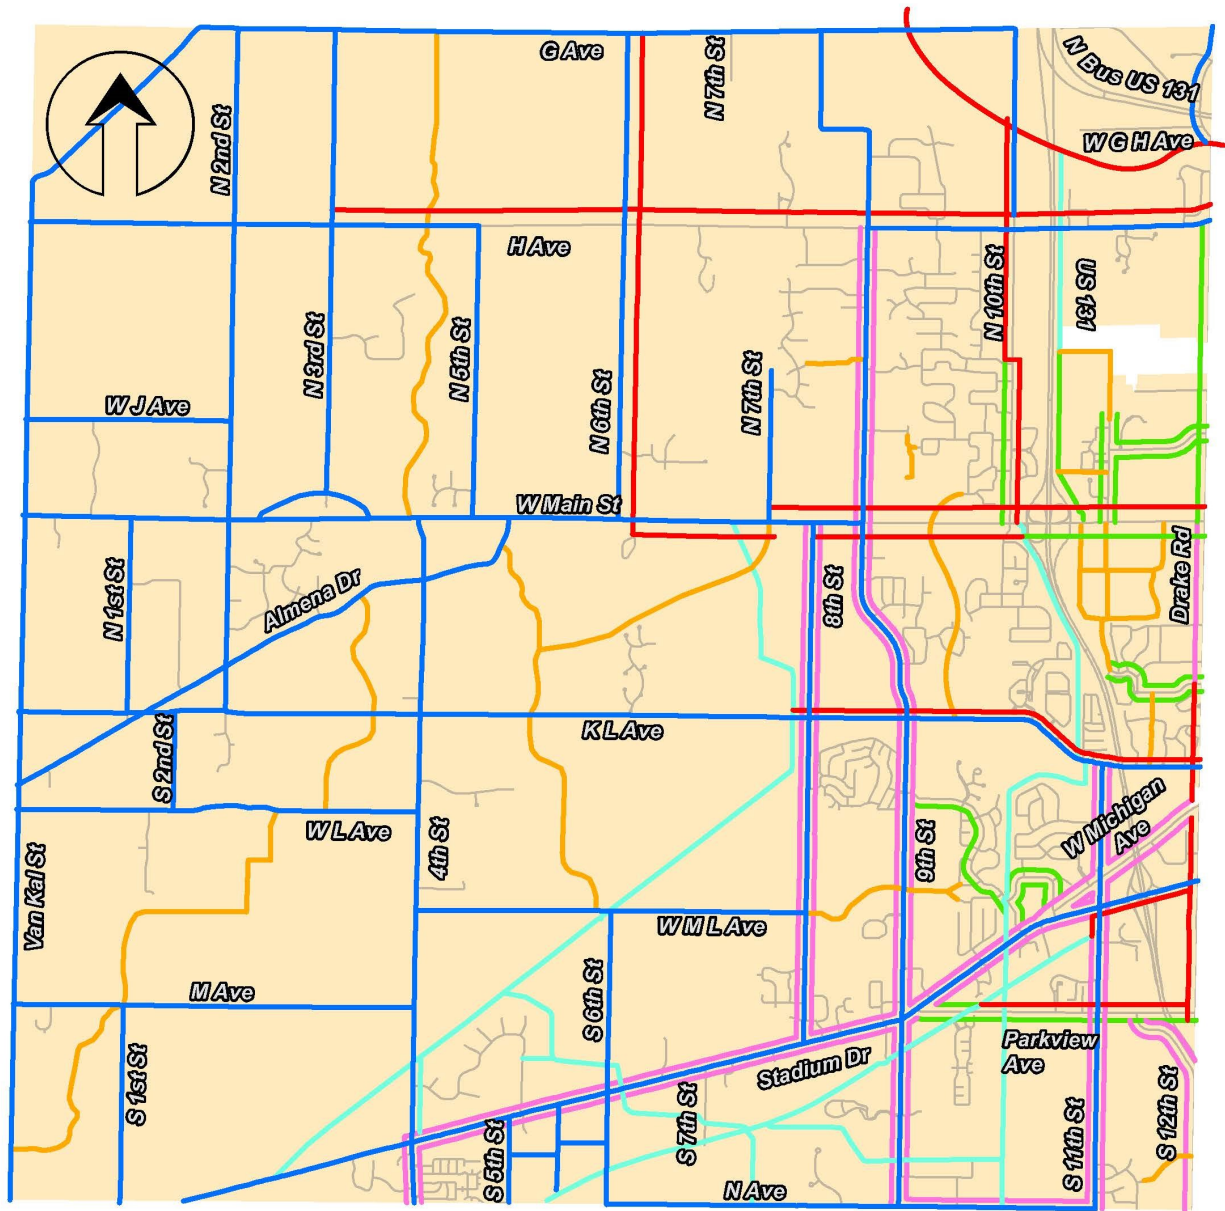 G Ave
N 7th St
N Bus US 131
W G H Ave
N 2nd St
H Ave
N 10th St
US 131
N 3rd St
N 5th St
N 6th St
N 7th St
W J Ave
W Main St
N 1st St
Almena Dr
8th St
Drake Rd
S 2nd St
K L Ave
W L Ave
4th St
9th St
W Michigan
Ave
Van Kal St
W M L Ave
M Ave
S 6th St
S 1st St
Stadium Dr
Parkview
Ave
S 5th St
S 7th St
S 11th St
S 12th St
N Ave